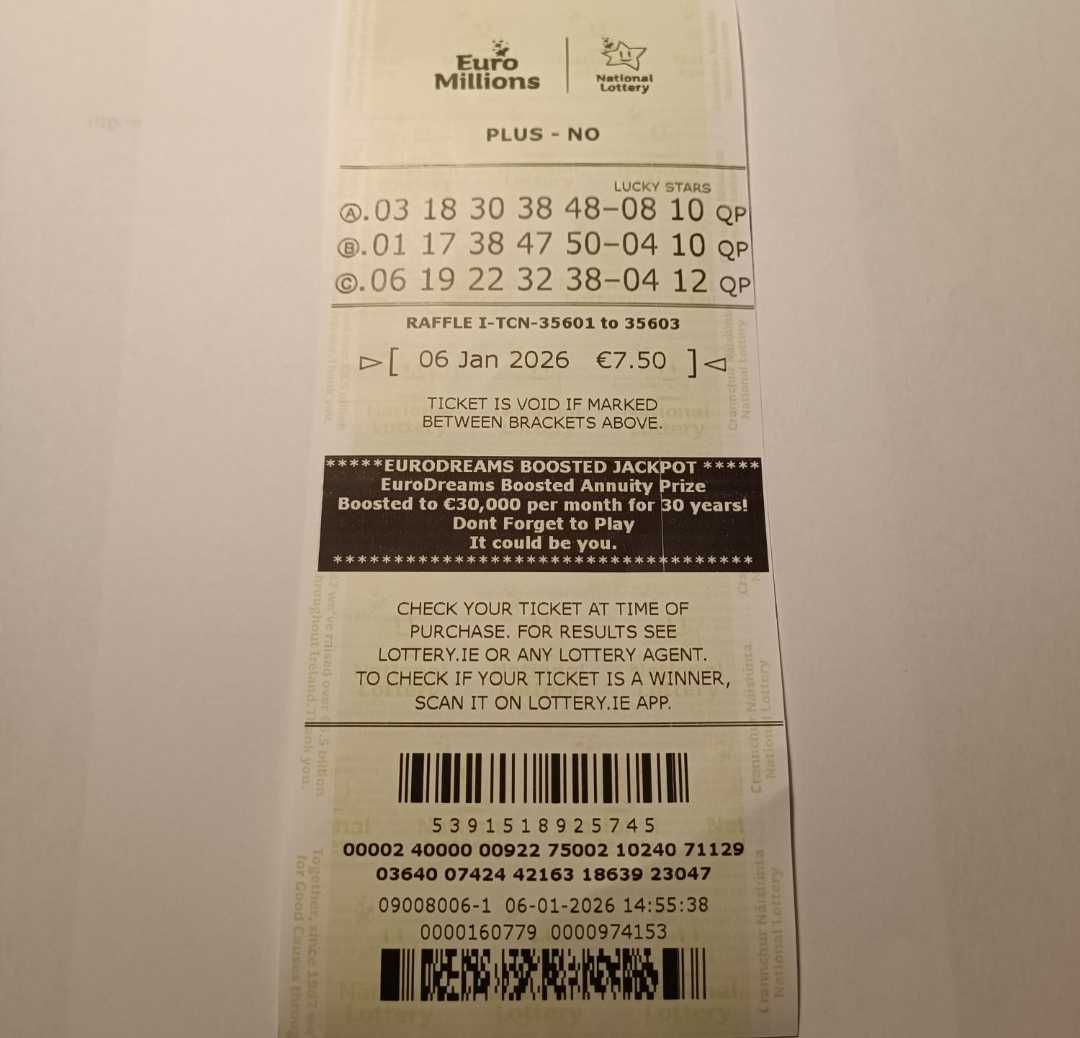 Euro
Millions
National
Lottery
PLUS - NO
LUCKY STARS
Ⓐ.03 18 30 38 48-08 10 QP
Ⓑ.01 17 38 47 50-04 10 QP
Ⓒ.06 19 22 32 38-04 12 QP
RAFFLE I-TCN-35601 to 35603
[ 06 Jan 2026 €7.50 ]
TICKET IS VOID IF MARKED
BETWEEN BRACKETS ABOVE.
*****EURODREAMS BOOSTED JACKPOT *****
EuroDreams Boosted Annuity Prize
Boosted to €30,000 per month for 30 years!
Dont Forget to Play
It could be you.
**************************************
CHECK YOUR TICKET AT TIME OF
PURCHASE. FOR RESULTS SEE
LOTTERY.IE OR ANY LOTTERY AGENT.
TO CHECK IF YOUR TICKET IS A WINNER,
SCAN IT ON LOTTERY.IE APP.
5391518925745
00002 40000 00922 75002 10240 71129
03640 07424 42163 18639 23047
09008006-1 06-01-2026 14:55:38
0000160779 0000974153
Crannchur Náisiúnta
National Lottery